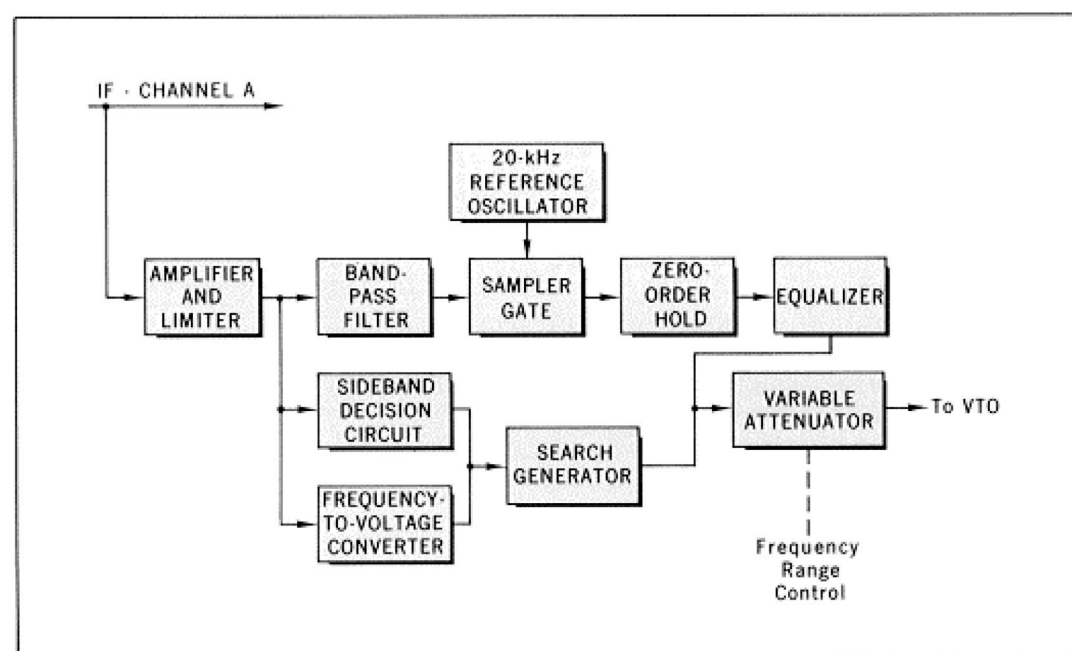 IF - CHANNEL A
20-kHz
REFERENCE
OSCILLATOR
AMPLIFIER
AND
LIMITER
BAND-
PASS
FILTER
SAMPLER
GATE
ZERO-
ORDER
HOLD
EQUALIZER
SIDEBAND
DECISION
CIRCUIT
SEARCH
GENERATOR
VARIABLE
ATTENUATOR
To VTO
FREQUENCY-
TO-VOLTAGE
CONVERTER
Frequency
Range
Control